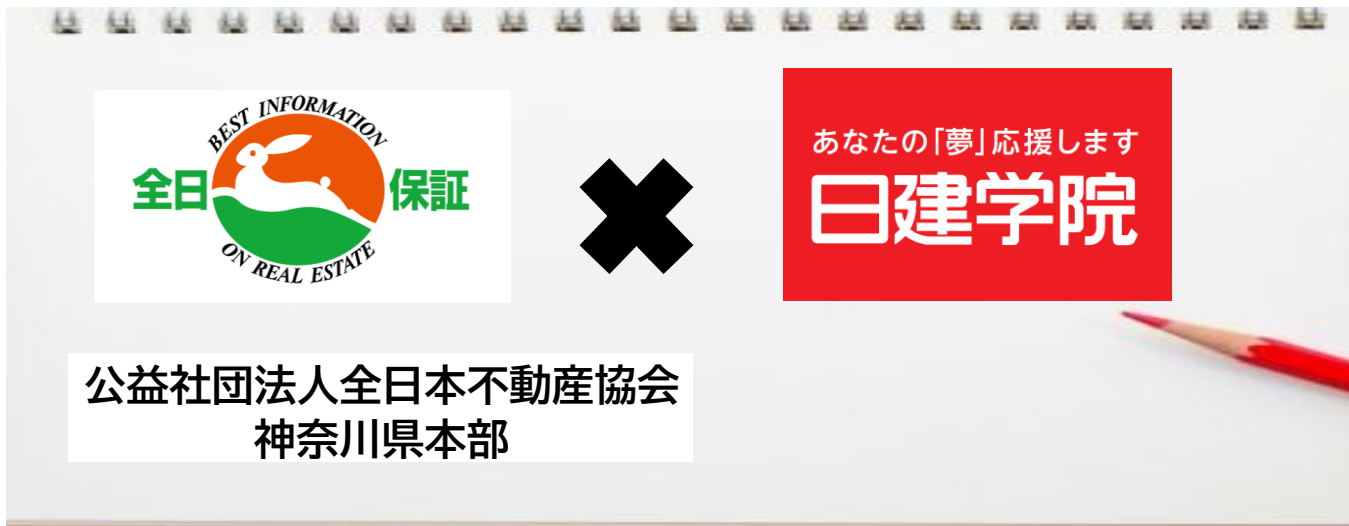 BEST INFORMATION
全日 保証
ON REAL ESTATE
あなたの「夢」応援します
日建学院
公益社団法人全日本不動産協会
神奈川県本部